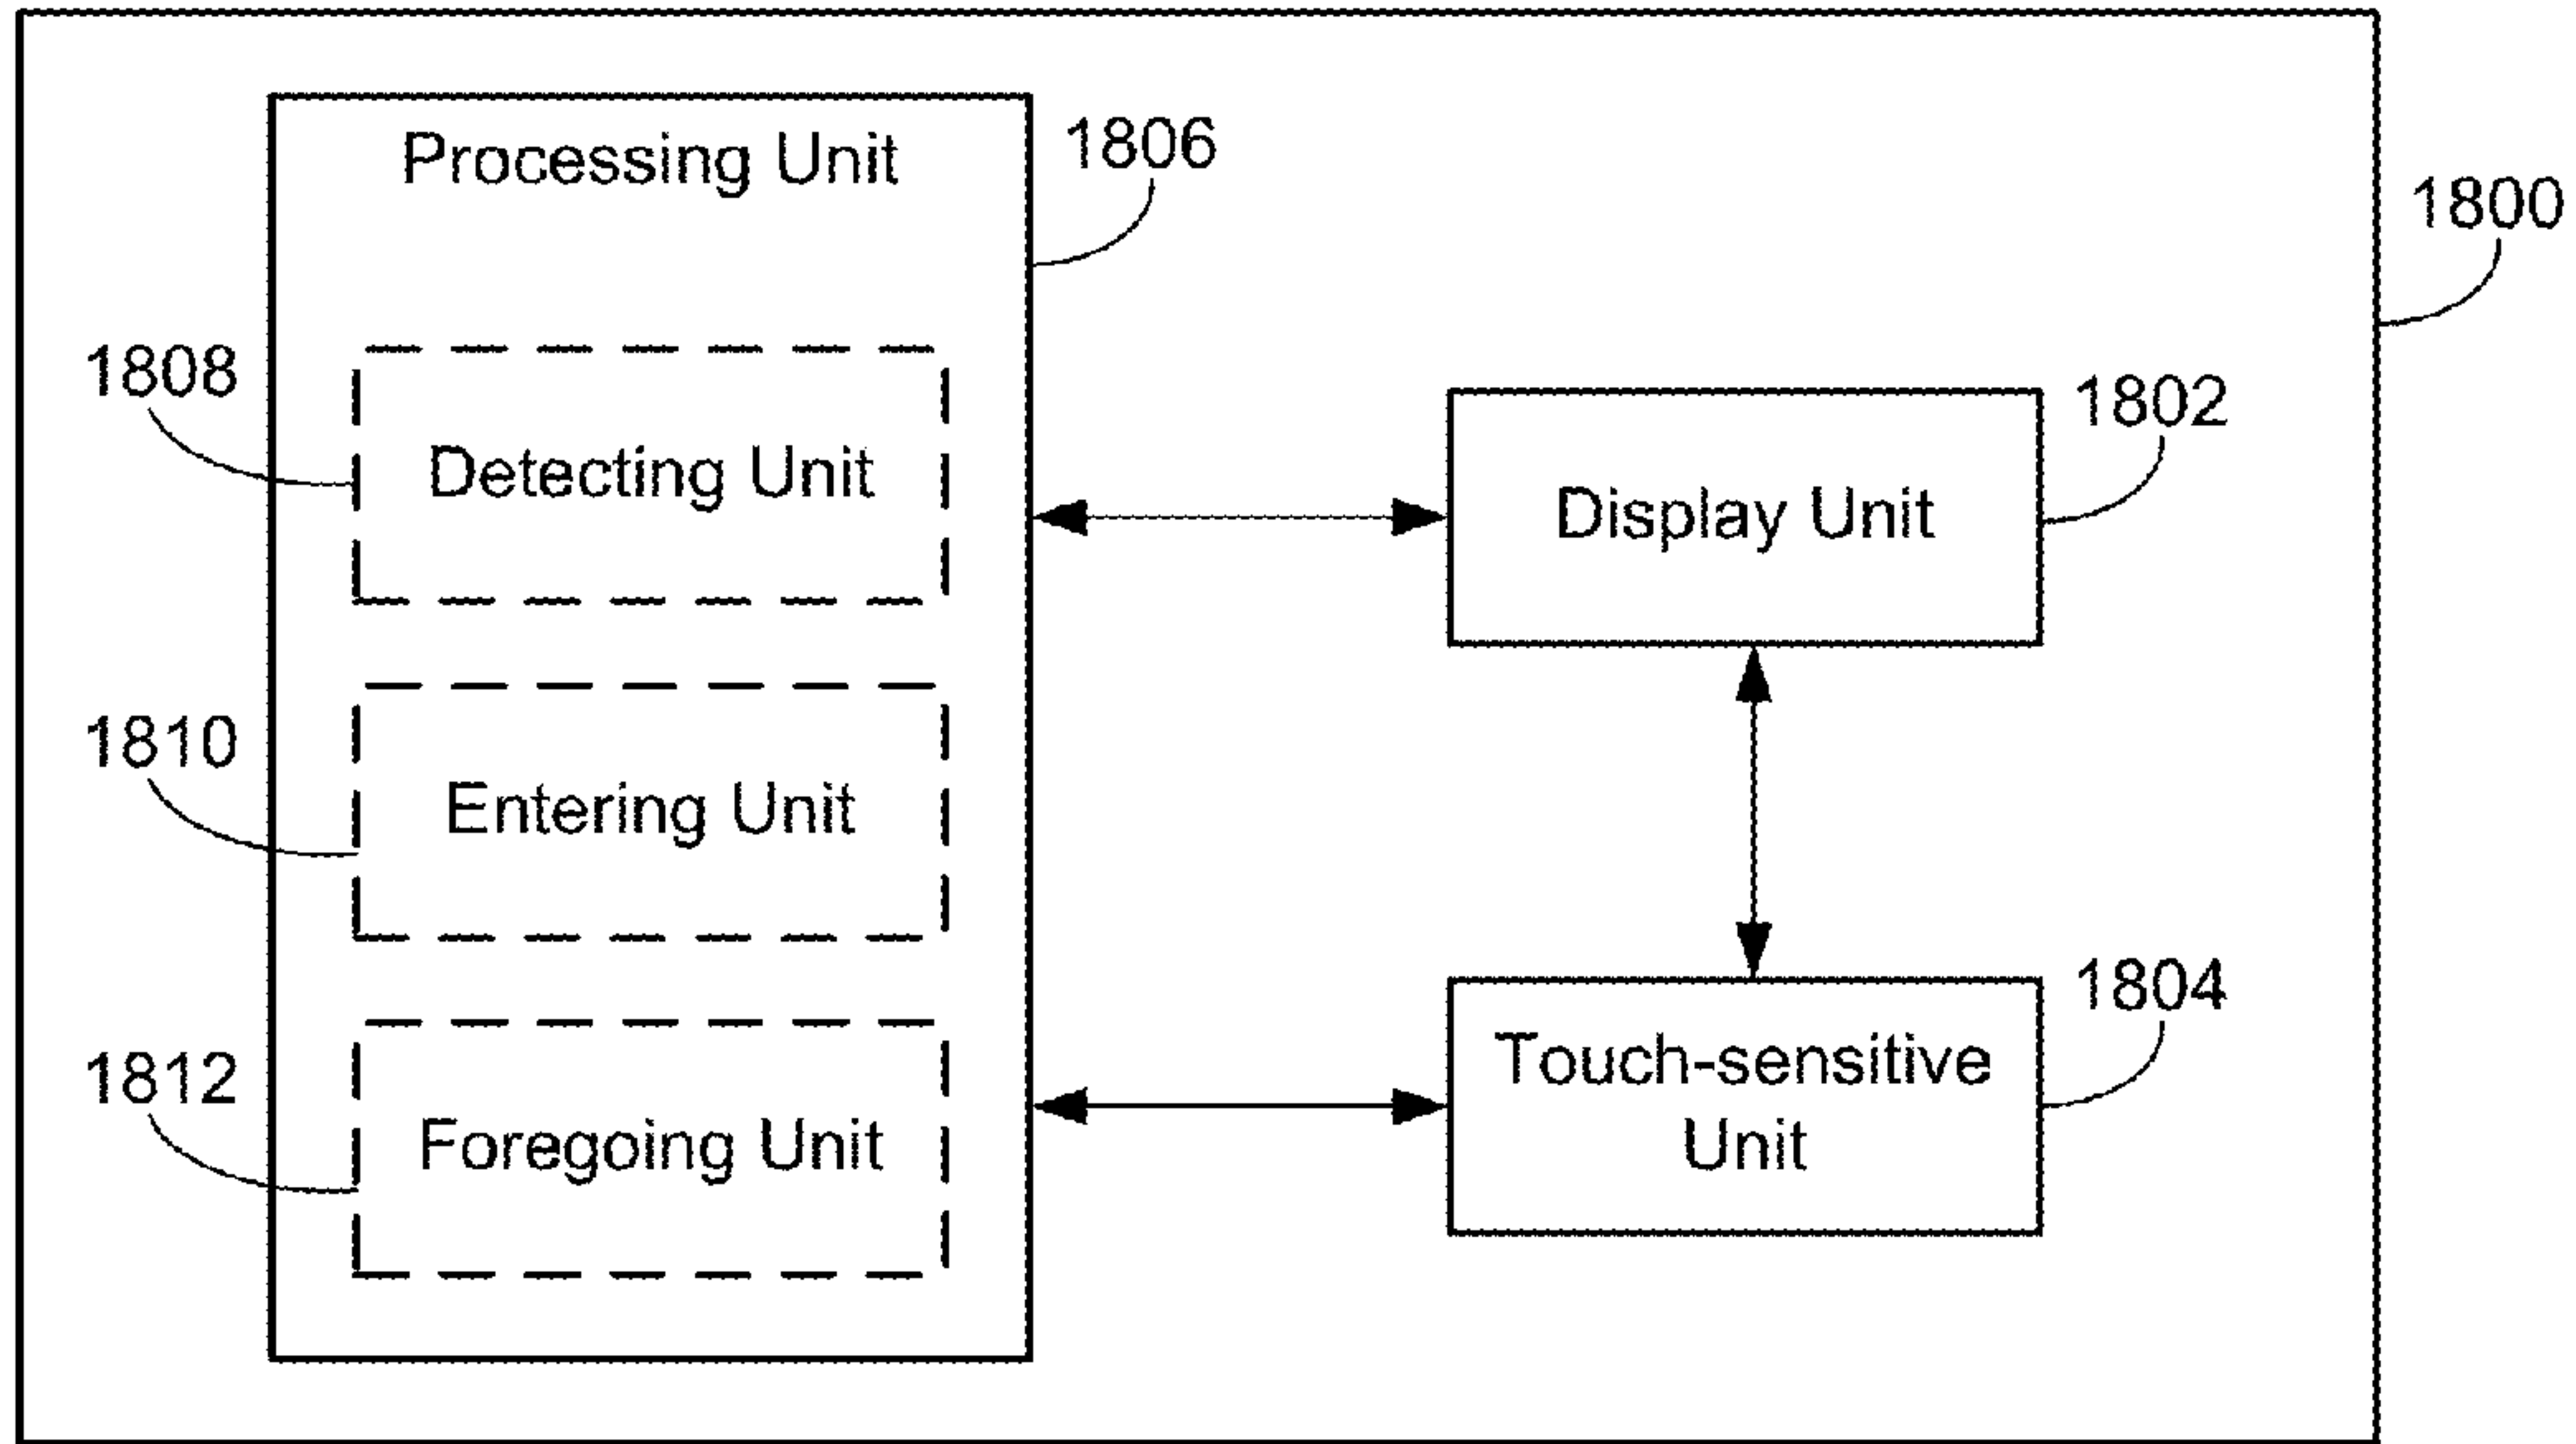 Processing Unit
1806
1800
1808
Detecting Unit
1802
Display Unit
1810
Entering Unit
1804
Touch-sensitive
Unit
1812
Foregoing Unit